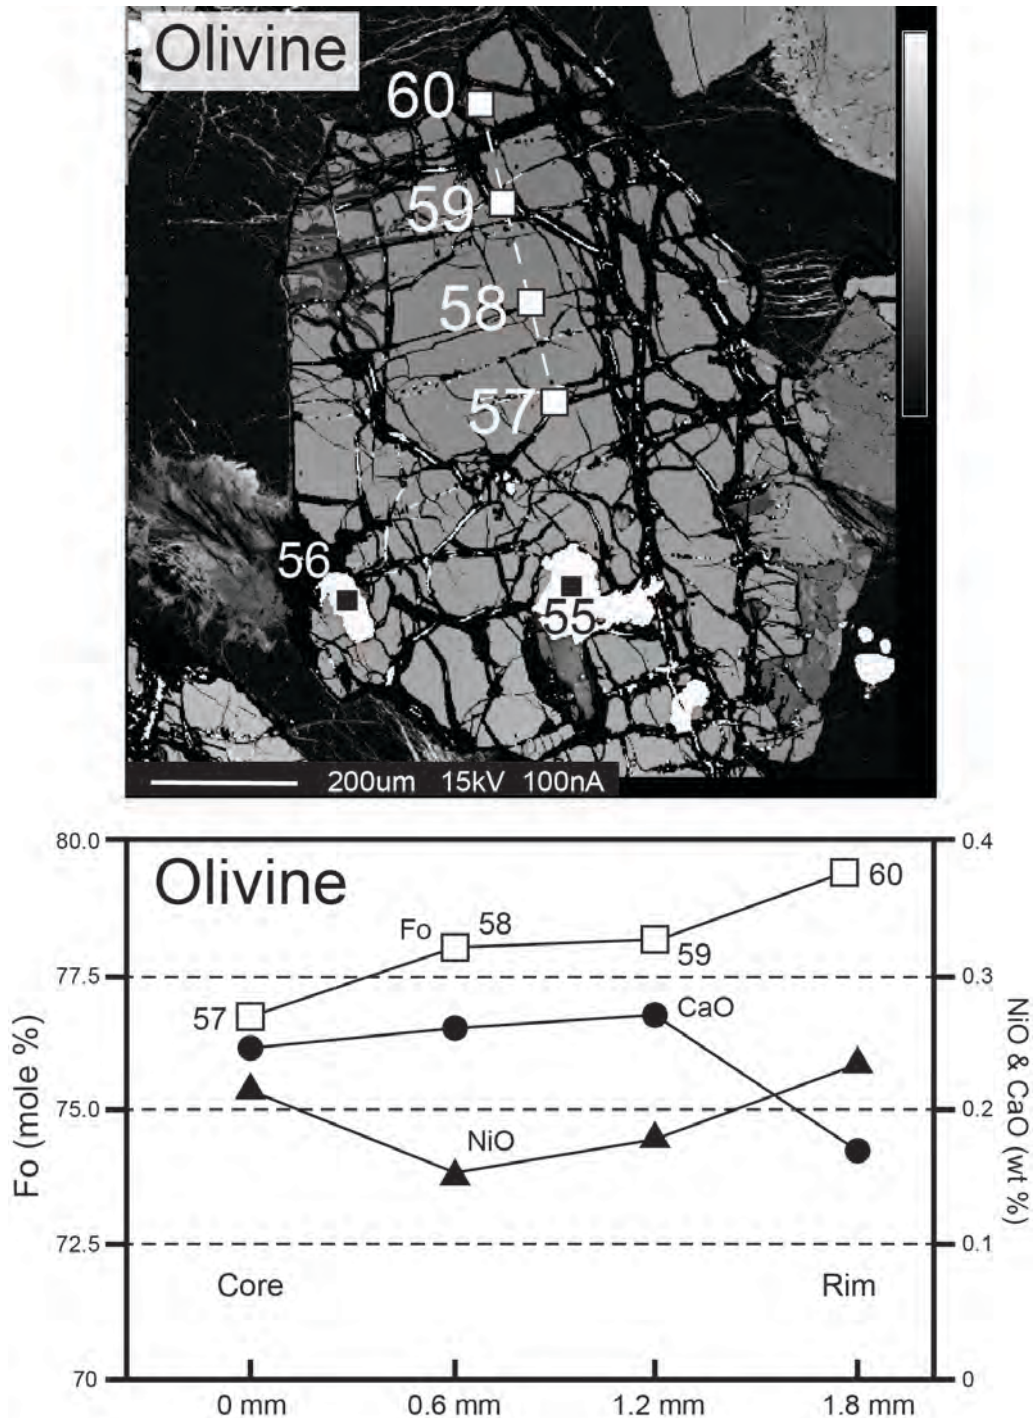 Olivine
60
59
58
57
56
55
200um 15kV 100nA
80.0
0.4
Olivine
60
Fo
58
59
77.5
0.3
57
CaO
75.0
0.2
NiO
72.5
0.1
Core
Rim
70
0
0 mm
0.6 mm
1.2 mm
1.8 mm
Fo (mole %)
NiO & CaO (wt %)